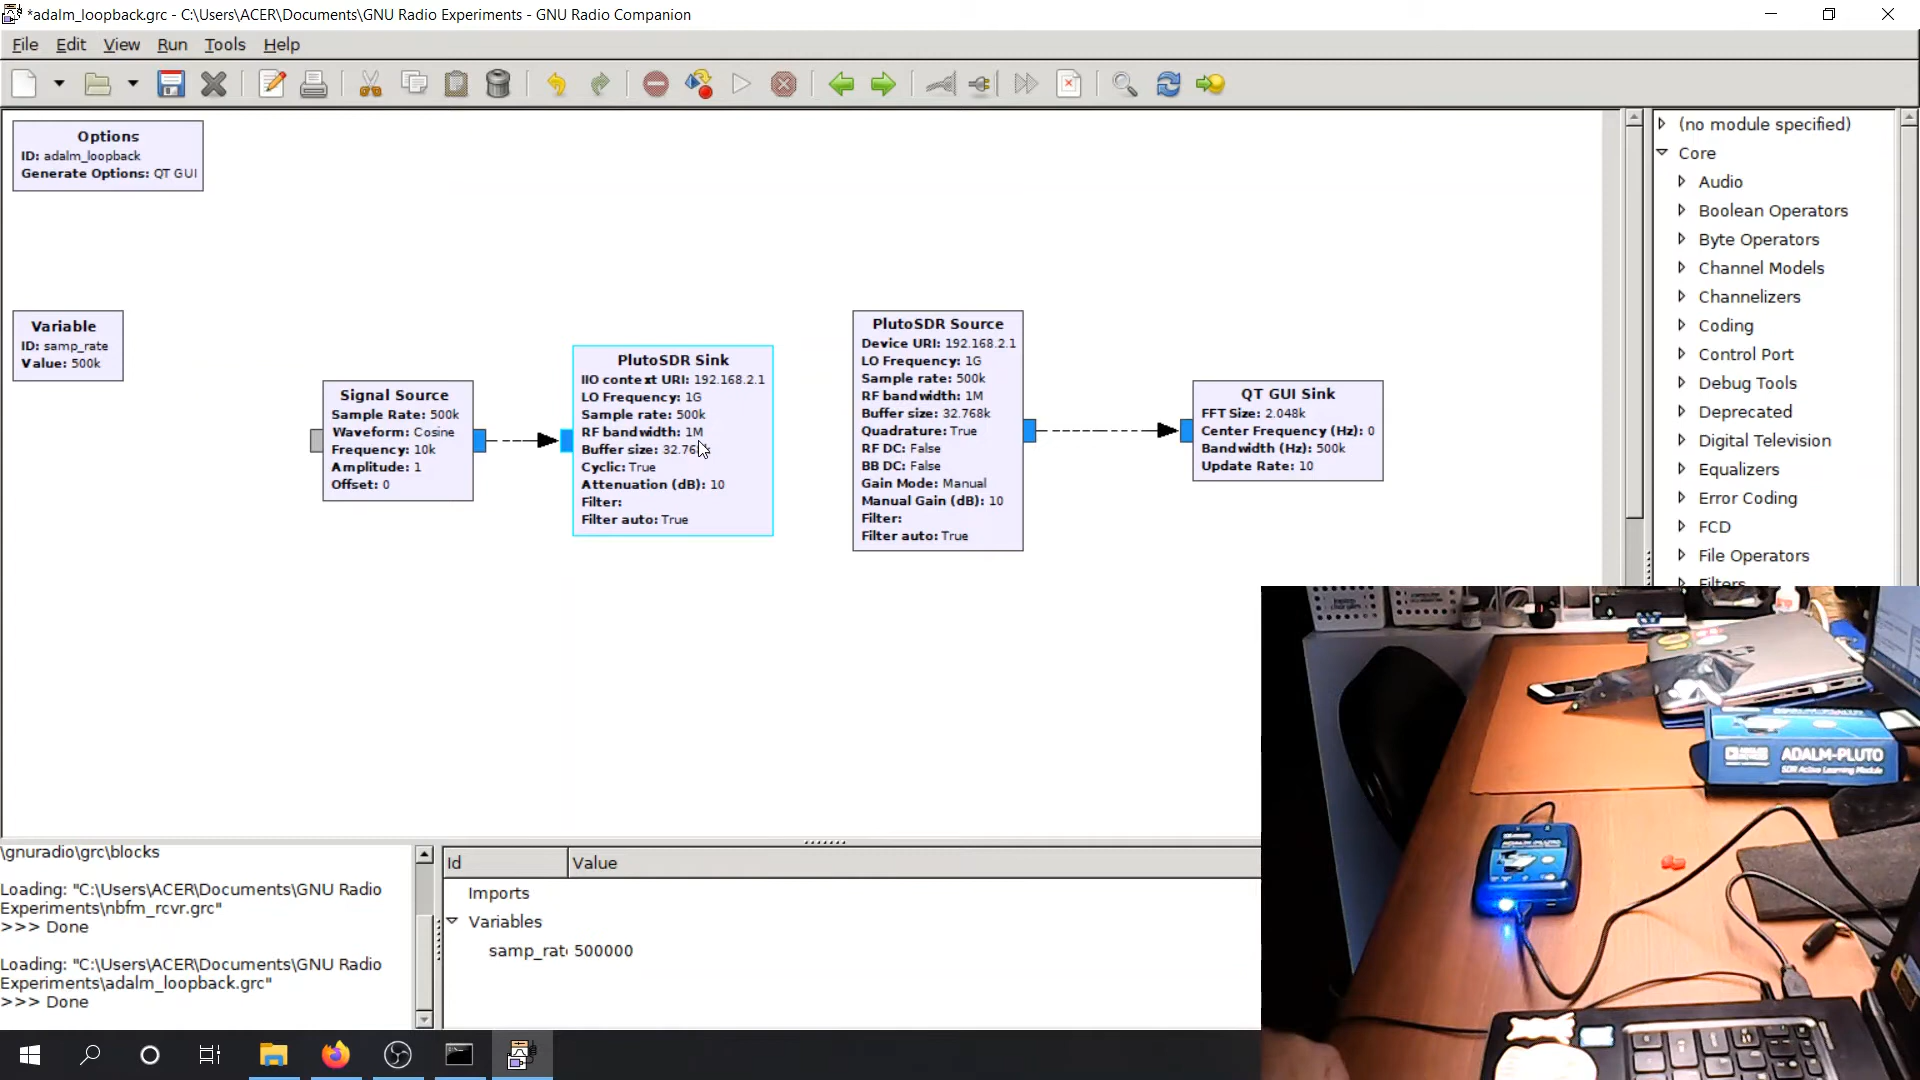 *adalm_loopback.grc - C:\Users\ACER\Documents\GNU Radio Experiments - GNU Radio Companion
File Edit View Run Tools Help
Options
ID: adalm_loopback
Generate Options: QT GUI
Variable
ID: samp_rate
Value: 500k
Signal Source
Sample Rate: 500k
Waveform: Cosine
Frequency: 10k
Amplitude: 1
Offset: 0
PlutoSDR Sink
IIO context URI: 192.168.2.1
LO Frequency: 1G
Sample rate: 500k
RF bandwidth: 1M
Buffer size:
Cyclic: True
Attenuation (dB): 10
Filter:
Filter auto: True
PlutoSDR Source
Device URI: 192.168.2.1
LO Frequency: 1G
Sample rate: 500k
RF bandwidth: 1M
Buffer size: 32.768k
Quadrature: True
RF DC: False
BB DC: False
Gain Mode: Manual
Manual Gain (dB): 10
Filter:
Filter auto: True
QT GUI Sink
FFT Size: 2.048k
Center Frequency (Hz): 0
Bandwidth (Hz): 500k
Update Rate: 10
(no module specified)
Core
Audio
Boolean Operators
Byte Operators
Channel Models
Channelizers
Coding
Control Port
Debug Tools
Deprecated
Digital Television
Equalizers
Error Coding
FCD
File Operators
Filters
\gnuradio\grc\blocks
Loading: "C:\Users\ACER\Documents\GNU Radio
Experiments\nbfm_rcvr.grc"
>>> Done
Loading: "C:\Users\ACER\Documents\GNU Radio
Experiments\adalm_loopback.grc"
>>> Done
Id Value
Imports
Variables
samp_rat 500000
ADALM-PLUTO
SDR Active Learning Module
ADALM-PLUTO